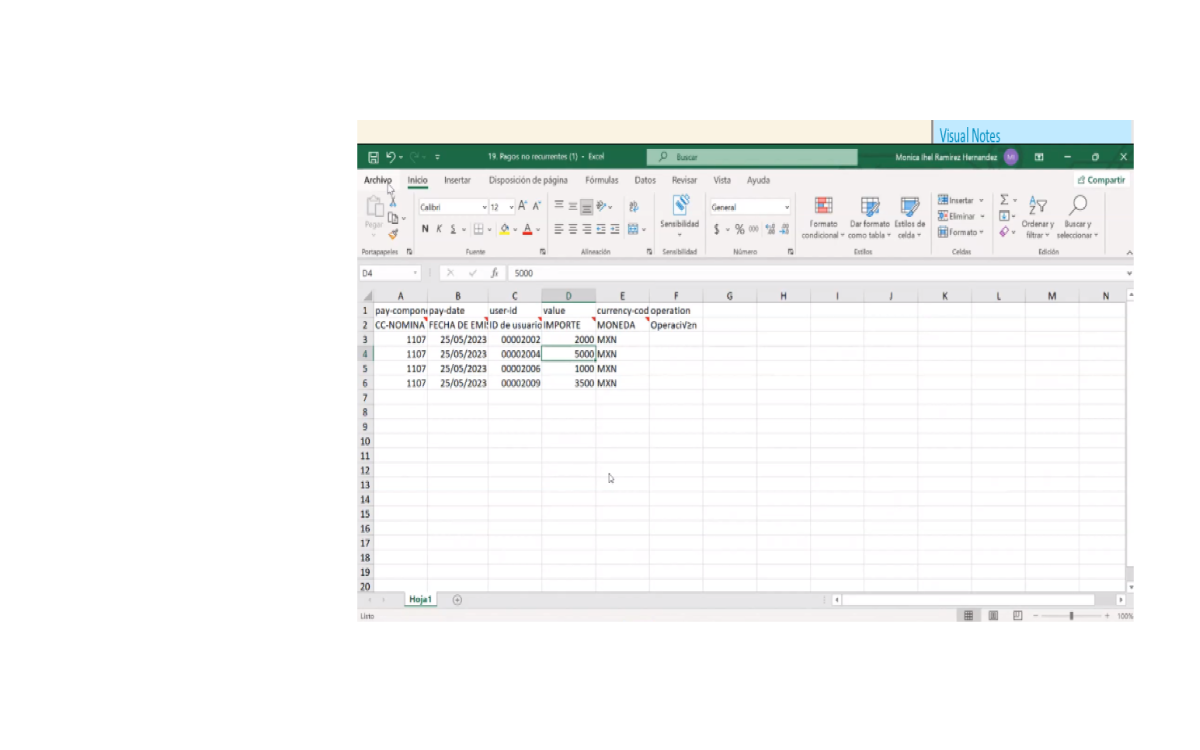 Visual Notes
19. Pagos no recurrentes (1) - Excel
Buscar
Monica Ihel Ramirez Hernandez
Archivo Inicio Insertar Disposición de página Fórmulas Datos Revisar Vista Ayuda
Compartir
Pegar
Calibri 12
N K S
General
$ % 000
Sensibilidad
Formato condicional
Dar formato como tabla
Estilos de celda
Insertar
Eliminar
Formato
Ordenar y filtrar
Buscar y seleccionar
Portapapeles Fuente Alineación Sensibilidad Número Estilos Celdas Edición
D4 fx 5000
A B C D E F G H I J K L M N
1 pay-compon pay-date user-id value currency-cod operation
2 CC-NOMINA FECHA DE EMI ID de usuario IMPORTE MONEDA Operaci√≥n
3 1107 25/05/2023 00002002 2000 MXN
4 1107 25/05/2023 00002004 5000 MXN
5 1107 25/05/2023 00002006 1000 MXN
6 1107 25/05/2023 00002009 3500 MXN
7
8
9
10
11
12
13
14
15
16
17
18
19
20
Hoja1
Listo
100%